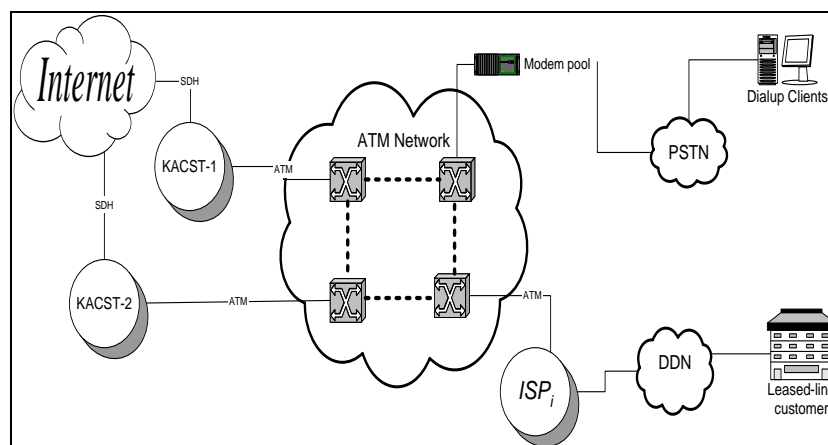 Internet
SDH
KACST-1
ATM
SDH
KACST-2
ATM
ATM Network
Modem pool
Dialup Clients
PSTN
ATM
ISPi
DDN
Leased-lin
customer